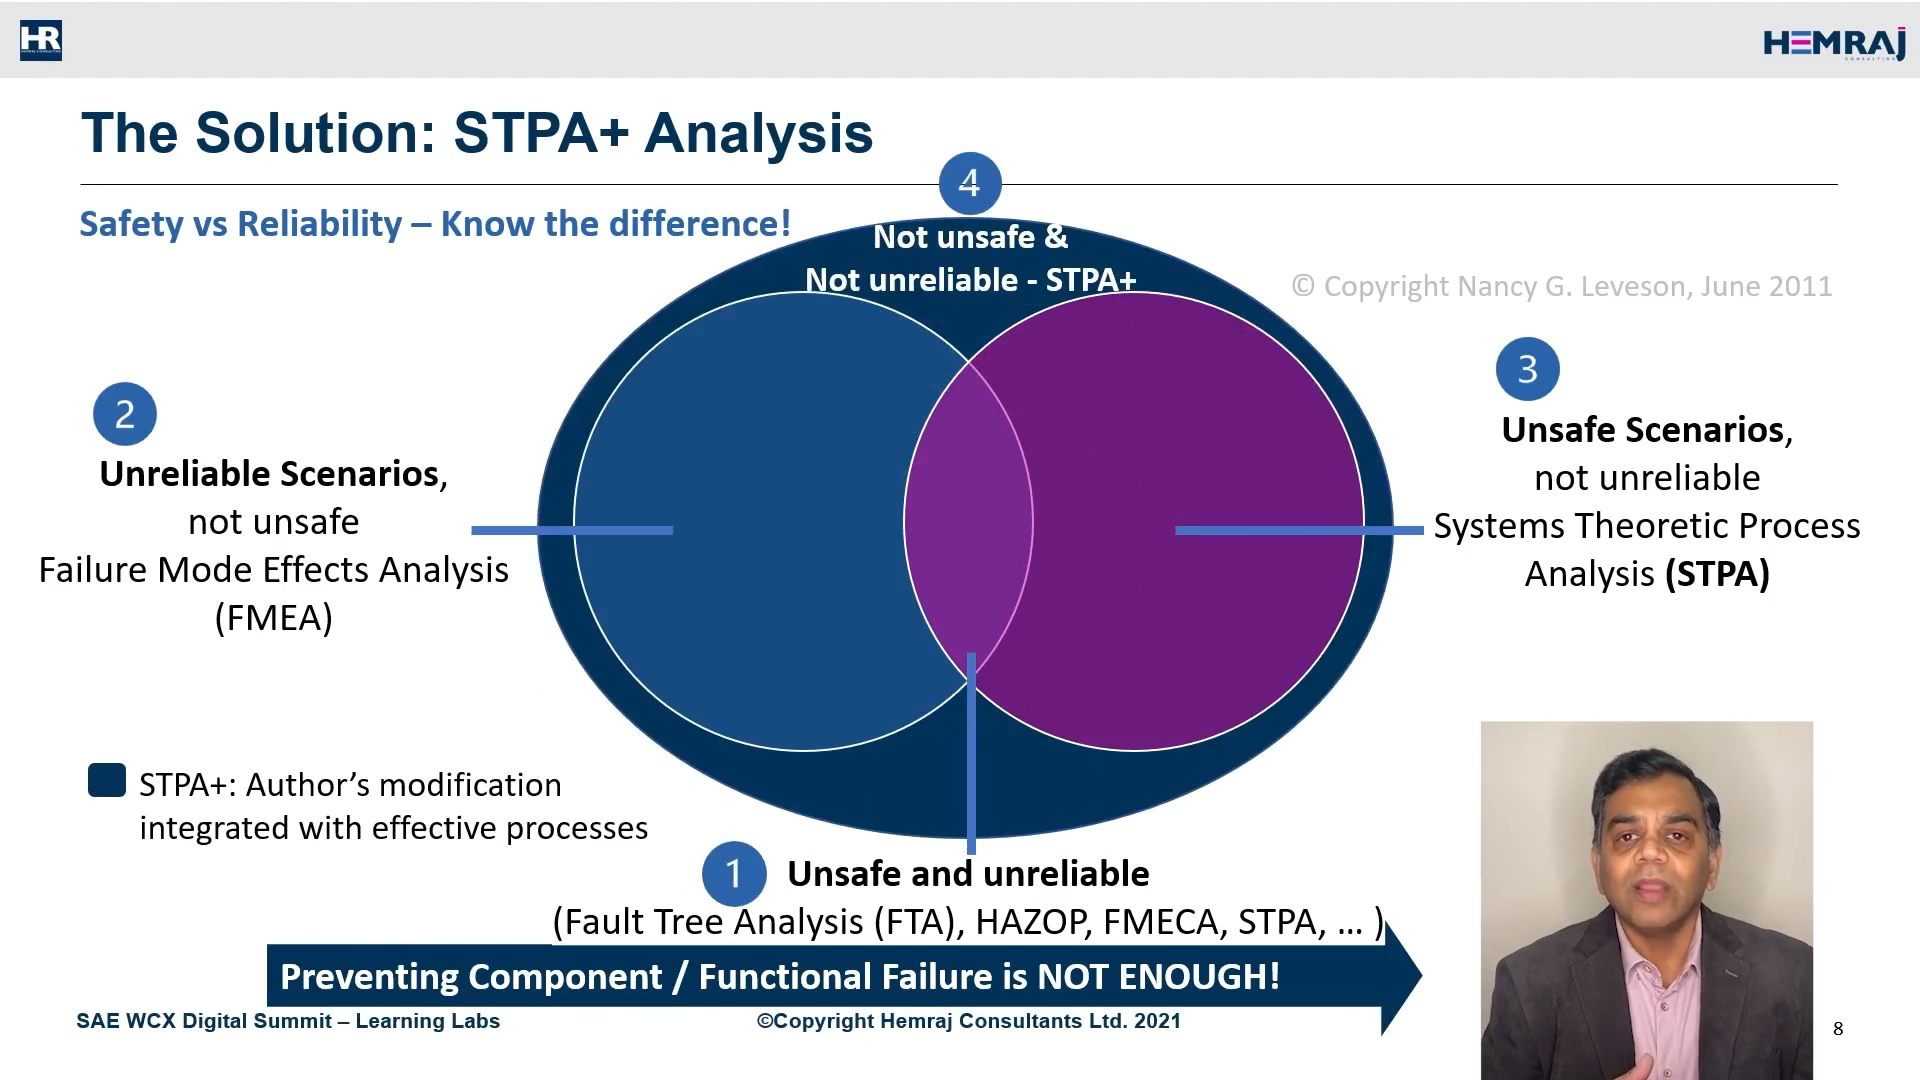 HR
HEMRAJ
CONSULTING
The Solution: STPA+ Analysis
4
Safety vs Reliability – Know the difference!
Not unsafe &
Not unreliable - STPA+
© Copyright Nancy G. Leveson, June 2011
2
Unreliable Scenarios,
not unsafe
Failure Mode Effects Analysis
(FMEA)
3
Unsafe Scenarios,
not unreliable
Systems Theoretic Process
Analysis (STPA)
STPA+: Author’s modification
integrated with effective processes
1
Unsafe and unreliable
(Fault Tree Analysis (FTA), HAZOP, FMECA, STPA, ... )
Preventing Component / Functional Failure is NOT ENOUGH!
SAE WCX Digital Summit – Learning Labs
©Copyright Hemraj Consultants Ltd. 2021
8